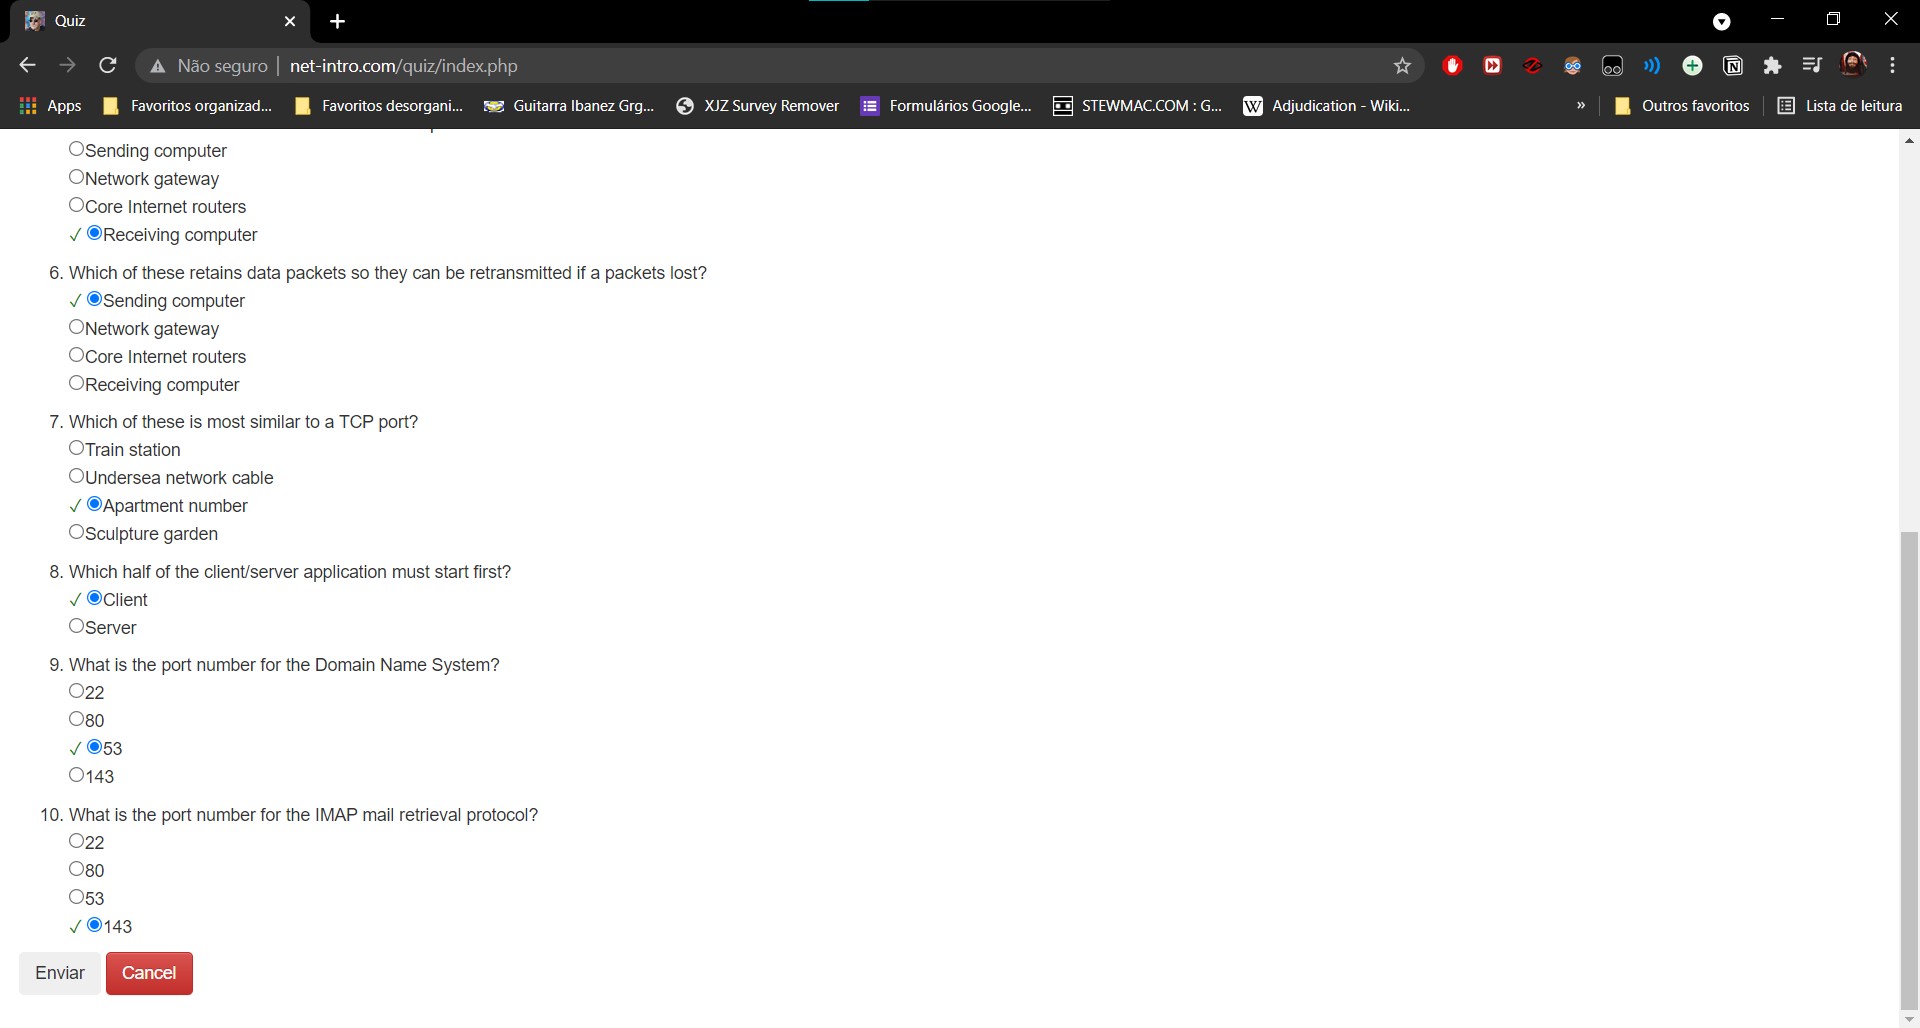 Quiz
Não seguro | net-intro.com/quiz/index.php
Apps Favoritos organizad... Favoritos desorgani... Guitarra Ibanez Grg... XJZ Survey Remover Formulários Google... STEWMAC.COM : G... W Adjudication - Wiki... » Outros favoritos Lista de leitura
Sending computer
Network gateway
Core Internet routers
✓ Receiving computer
6. Which of these retains data packets so they can be retransmitted if a packets lost?
✓ Sending computer
Network gateway
Core Internet routers
Receiving computer
7. Which of these is most similar to a TCP port?
Train station
Undersea network cable
✓ Apartment number
Sculpture garden
8. Which half of the client/server application must start first?
✓ Client
Server
9. What is the port number for the Domain Name System?
22
80
✓ 53
143
10. What is the port number for the IMAP mail retrieval protocol?
22
80
53
✓ 143
Enviar Cancel